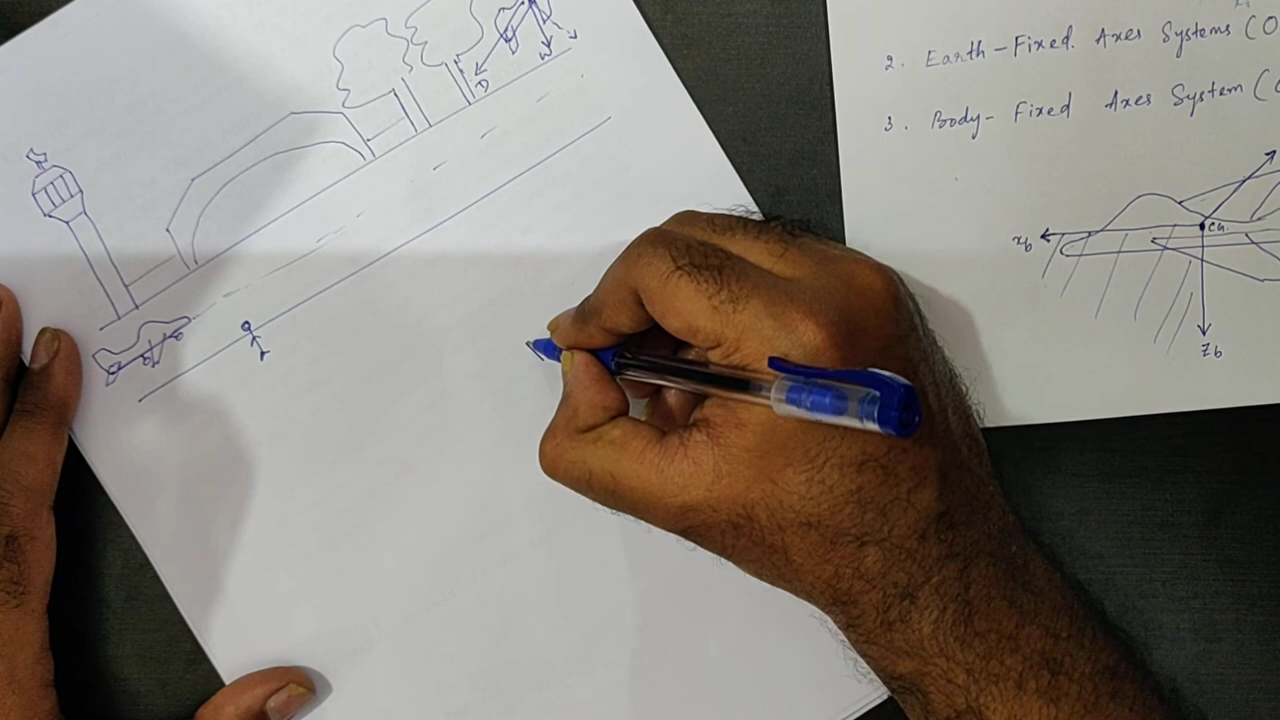 D
W
2. Earth-Fixed. Axes Systems (O
3. Body- Fixed Axes System (
CG.
xb
zb